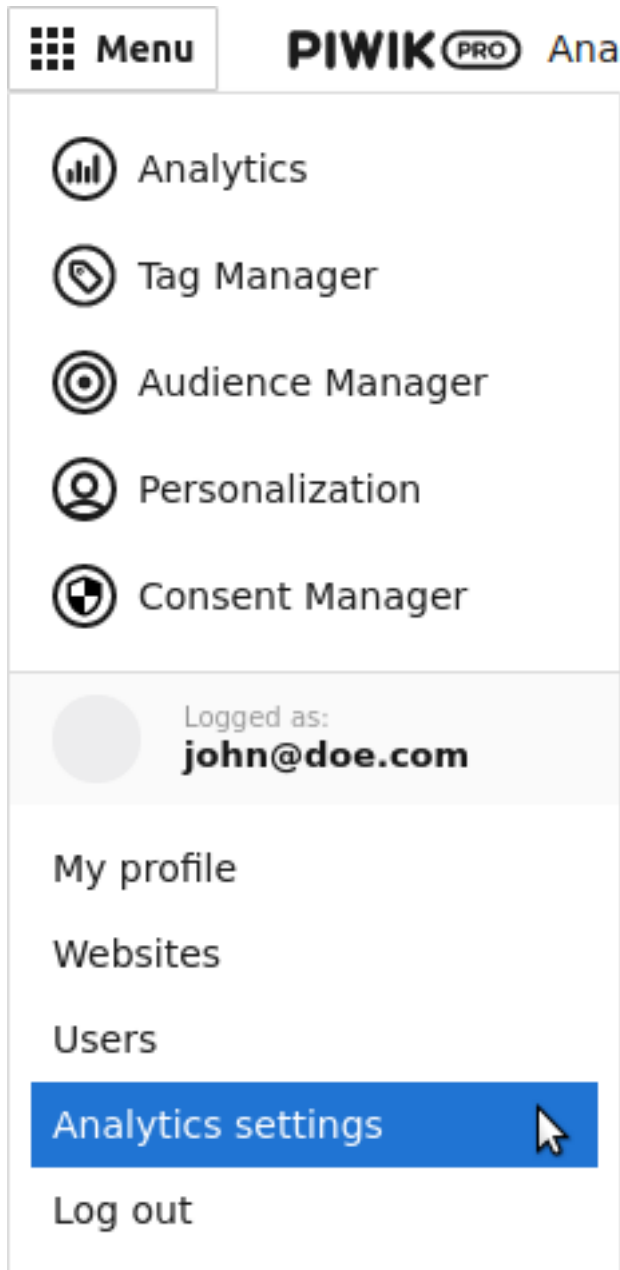 Menu PIWIK PRO Ana
Analytics
Tag Manager
Audience Manager
Personalization
Consent Manager
Logged as:
john@doe.com
My profile
Websites
Users
Analytics settings
Log out